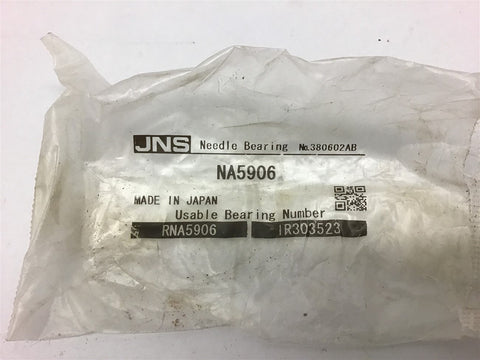 JNS Needle Bearing No.380602AB
NA5906
MADE IN JAPAN
Usable Bearing Number
RNA5906 IR303523